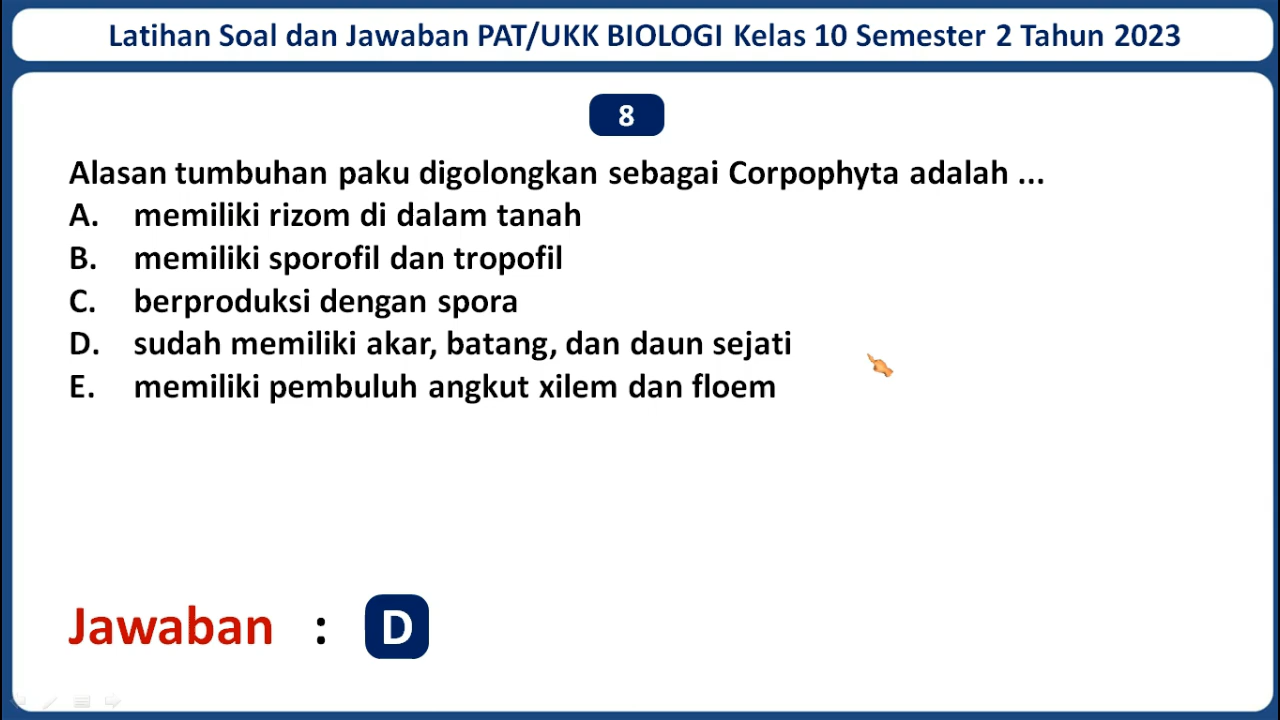 Latihan Soal dan Jawaban PAT/UKK BIOLOGI Kelas 10 Semester 2 Tahun 2023
8
Alasan tumbuhan paku digolongkan sebagai Corpophyta adalah ...
A. memiliki rizom di dalam tanah
B. memiliki sporofil dan tropofil
C. berproduksi dengan spora
D. sudah memiliki akar, batang, dan daun sejati
E. memiliki pembuluh angkut xilem dan floem
Jawaban : D